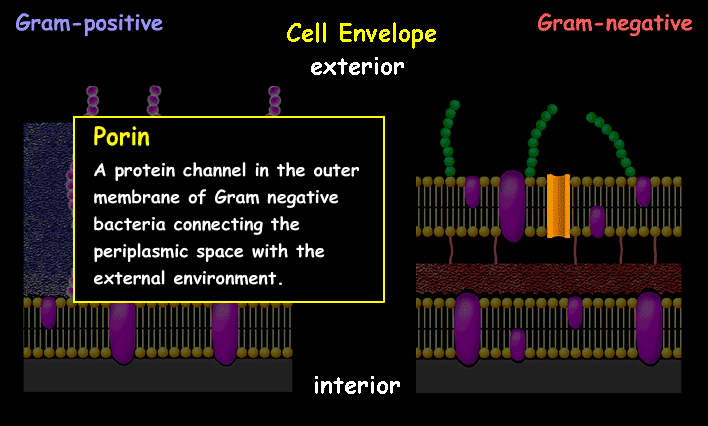 Gram-positive
Cell Envelope
Gram-negative
exterior
Porin
A protein channel in the outer
membrane of Gram negative
bacteria connecting the
periplasmic space with the
external environment.
interior